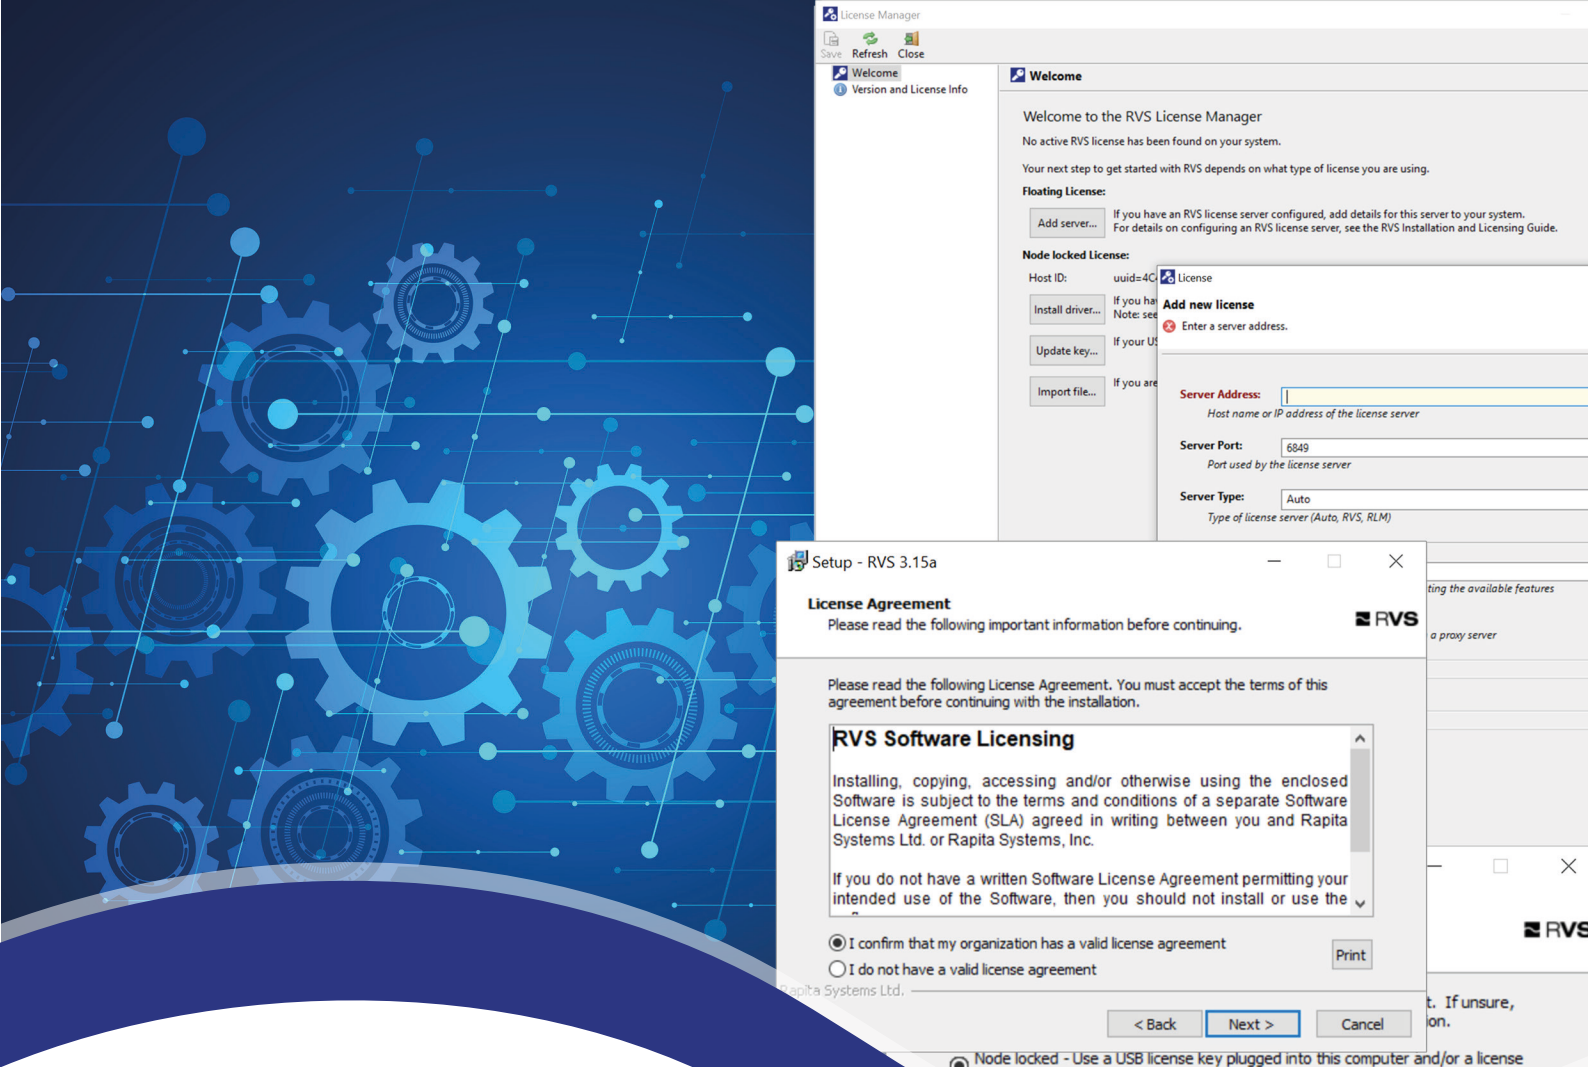 License Manager
Save Refresh Close
Welcome
Version and License Info
Welcome
Welcome to the RVS License Manager
No active RVS license has been found on your system.
Your next step to get started with RVS depends on what type of license you are using.
Floating License:
Add server...
If you have an RVS license server configured, add details for this server to your system.
For details on configuring an RVS license server, see the RVS Installation and Licensing Guide.
Node locked License:
Host ID: uuid=4C
Install driver...
If you ha
Note: see
Update key...
If your US
Import file...
If you are
License
Add new license
Enter a server address.
Server Address:
Host name or IP address of the license server
Server Port: 6849
Port used by the license server
Server Type: Auto
Type of license server (Auto, RVS, RLM)
ting the available features
a proxy server
Setup - RVS 3.15a
License Agreement
Please read the following important information before continuing.
RVS
Please read the following License Agreement. You must accept the terms of this
agreement before continuing with the installation.
RVS Software Licensing
Installing, copying, accessing and/or otherwise using the enclosed
Software is subject to the terms and conditions of a separate Software
License Agreement (SLA) agreed in writing between you and Rapita
Systems Ltd. or Rapita Systems, Inc.
If you do not have a written Software License Agreement permitting your
intended use of the Software, then you should not install or use the
I confirm that my organization has a valid license agreement
I do not have a valid license agreement
Print
Rapita Systems Ltd.
< Back Next > Cancel
RVS
t. If unsure,
ion.
Node locked - Use a USB license key plugged into this computer and/or a license